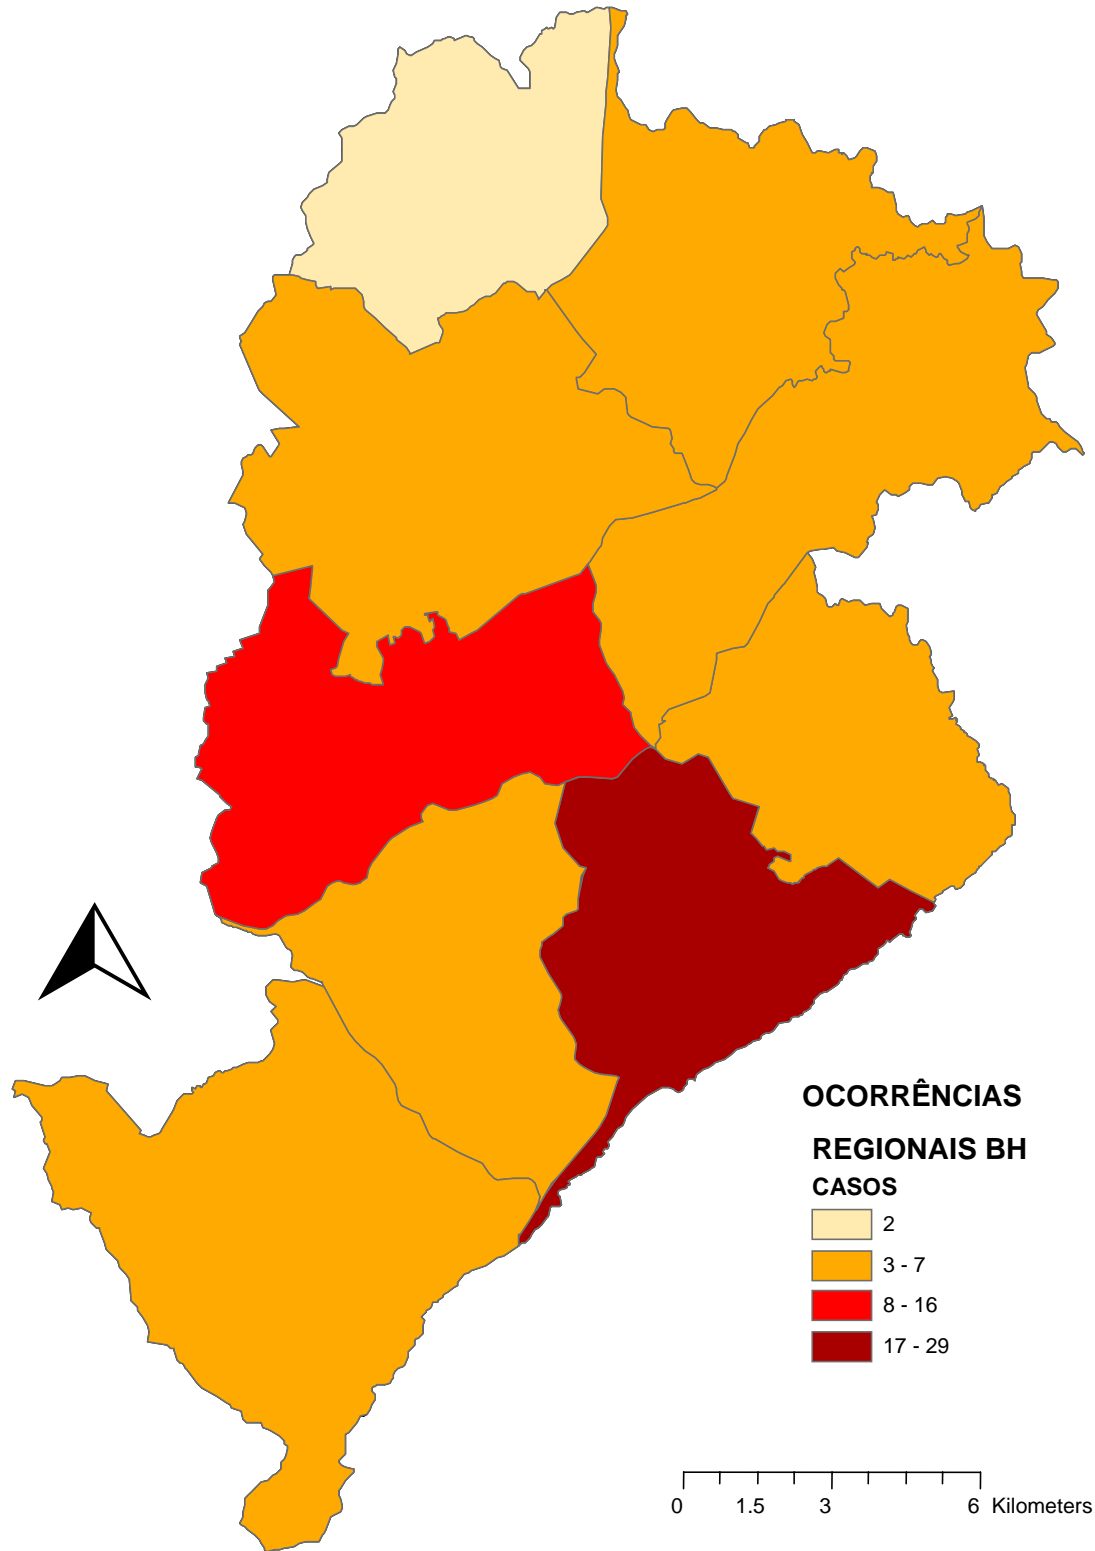 OCORRÊNCIAS
REGIONAIS BH
CASOS
2
3 - 7
8 - 16
17 - 29
0 1.5 3 6 Kilometers